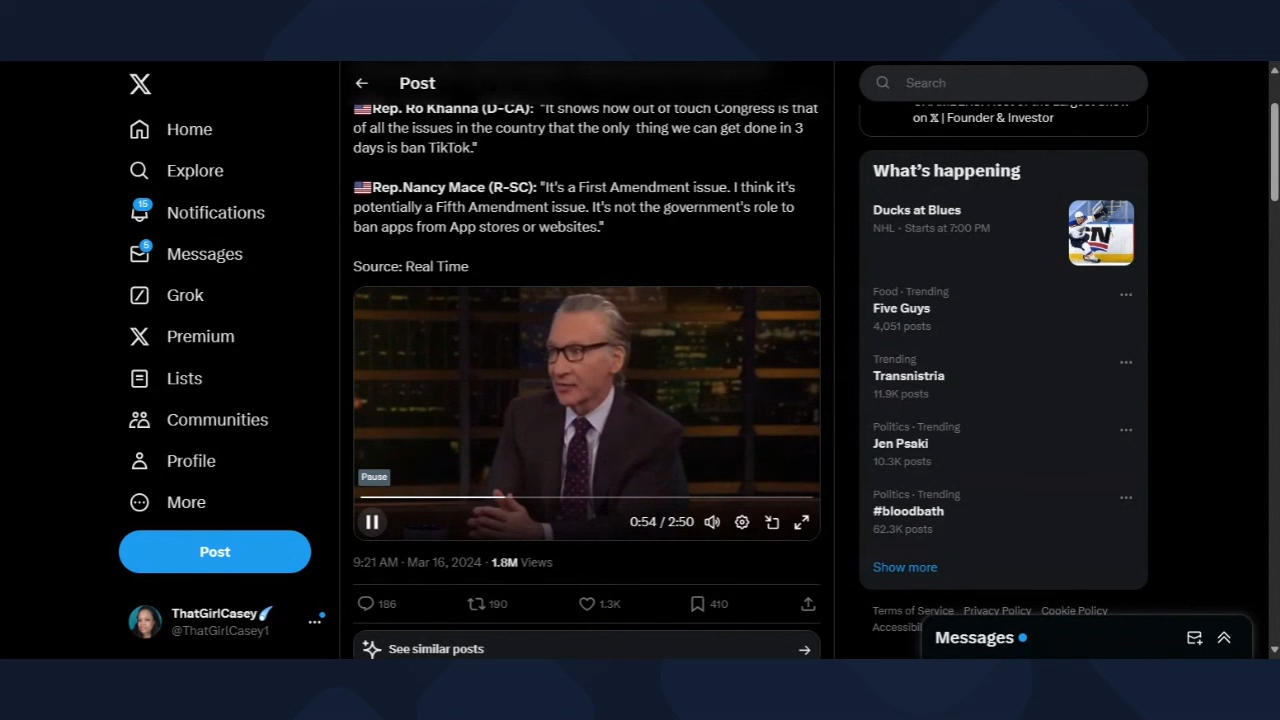 Home
Explore
15
Notifications
5
Messages
Grok
Premium
Lists
Communities
Profile
More
Post
ThatGirlCasey
@ThatGirlCasey1
Post
Rep. Ro Khanna (D-CA): "It shows how out of touch Congress is that
of all the issues in the country that the only thing we can get done in 3
days is ban TikTok."
Rep.Nancy Mace (R-SC): "It's a First Amendment issue. I think it's
potentially a Fifth Amendment issue. It's not the government's role to
ban apps from App stores or websites."
Source: Real Time
Pause
0:54 / 2:50
9:21 AM · Mar 16, 2024 · 1.8M Views
186
190
1.3K
410
See similar posts
Search
on 𝕏 | Founder & Investor
What's happening
Ducks at Blues
NHL · Starts at 7:00 PM
SN
Food · Trending
Five Guys
4,051 posts
Trending
Transnistria
11.9K posts
Politics · Trending
Jen Psaki
10.3K posts
Politics · Trending
#bloodbath
62.3K posts
Show more
Terms of Service Privacy Policy Cookie Policy
Messages